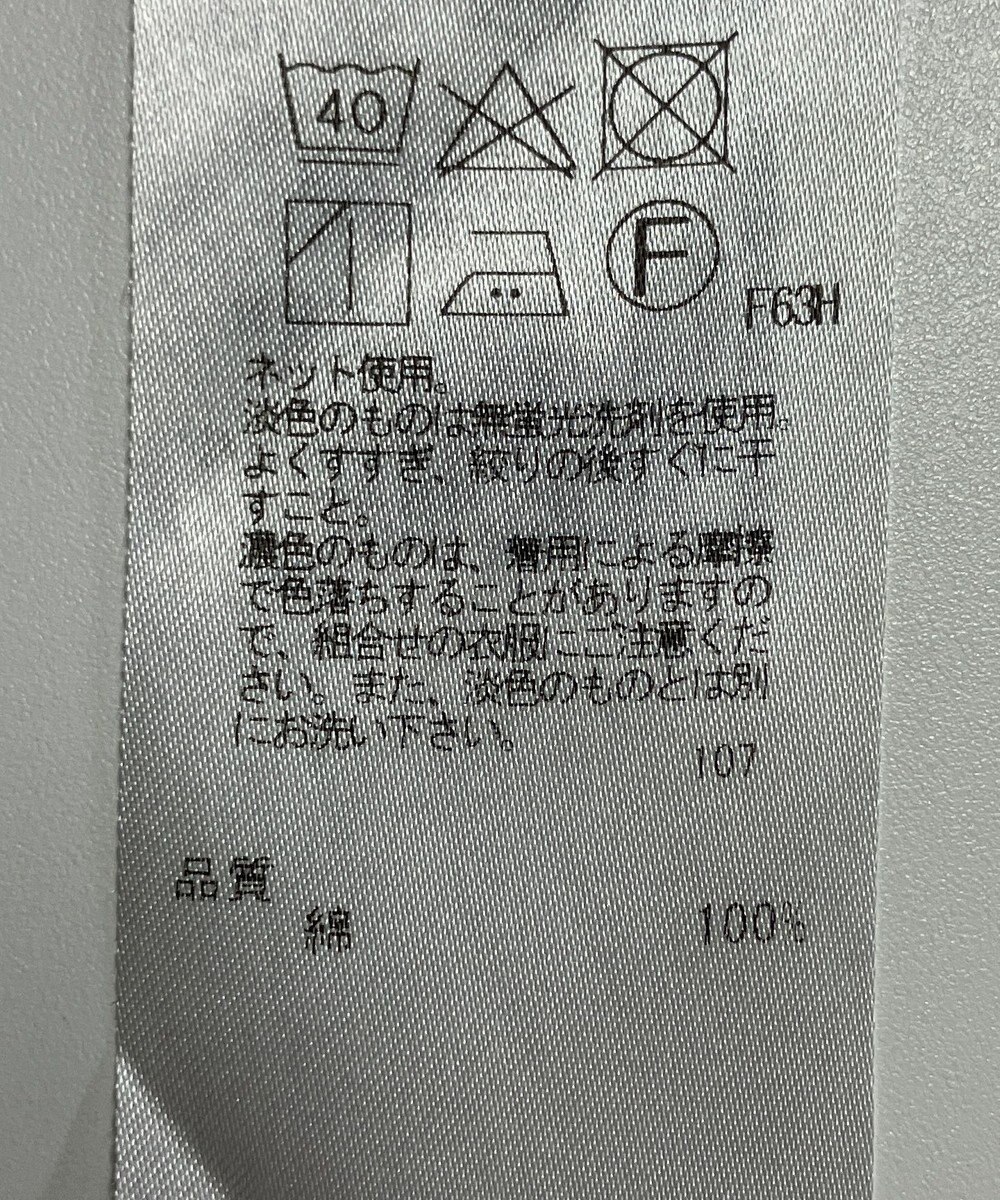 40
F
F63H
ネット使用。
淡色のものは無蛍光洗剤を使用。
よくすすぎ、絞りの後すぐに干
すこと。
濃色のものは、着用による摩擦
で色落ちすることがありますの
で、組合せの衣服にご注意くだ
さい。また、淡色のものとは別
にお洗い下さい。
107
品質
綿 100%